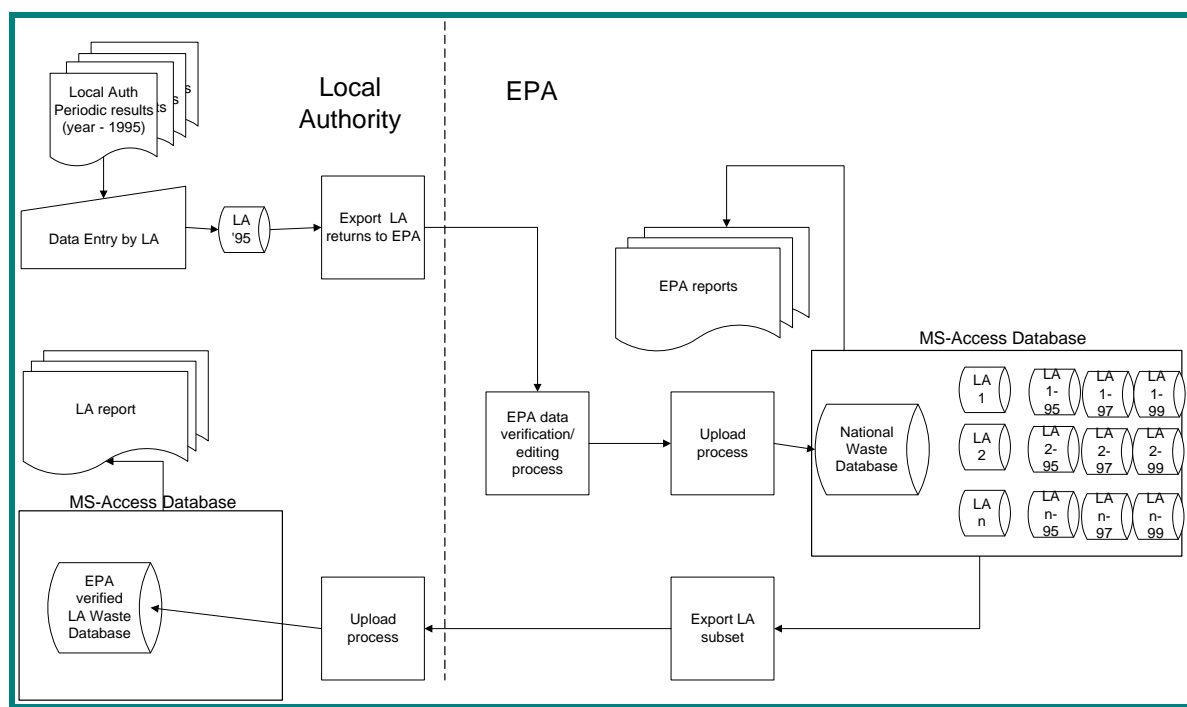 Local Auth
Periodic results
(year - 1995)
ts
s
s
Local
Authority
EPA
Data Entry by LA
LA
'95
Export LA
returns to EPA
EPA reports
MS-Access Database
LA report
EPA data
verification/
editing
process
Upload
process
National
Waste
Database
LA
1
LA
1-
95
LA
1-
97
LA
1-
99
LA
2
LA
2-
95
LA
2-
97
LA
2-
99
LA
n
LA
n-
95
LA
n-
97
LA
n-
99
MS-Access Database
EPA
verified
LA Waste
Database
Upload
process
Export LA
subset